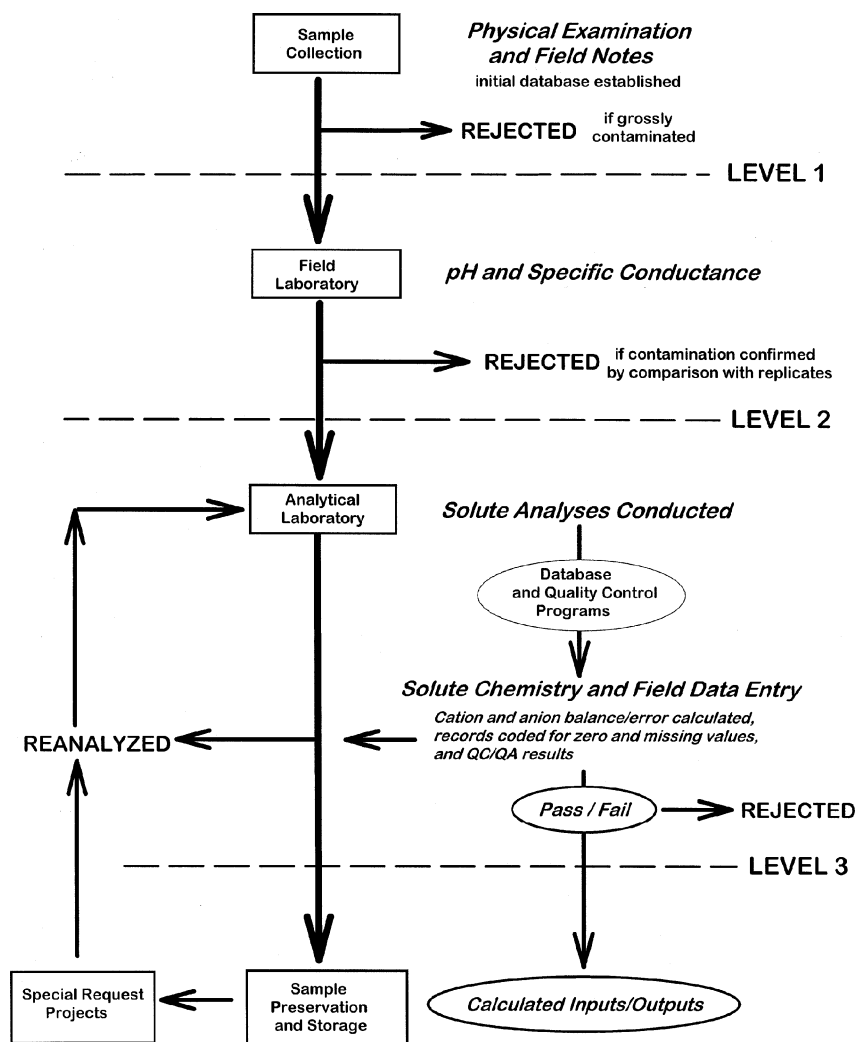 Sample
Collection
Physical Examination
and Field Notes
initial database established
REJECTED
if grossly
contaminated
LEVEL 1
Field
Laboratory
pH and Specific Conductance
REJECTED
if contamination confirmed
by comparison with replicates
LEVEL 2
Analytical
Laboratory
Solute Analyses Conducted
Database
and Quality Control
Programs
Solute Chemistry and Field Data Entry
Cation and anion balance/error calculated,
records coded for zero and missing values,
and QC/QA results
REANALYZED
Pass / Fail
REJECTED
LEVEL 3
Special Request
Projects
Sample
Preservation
and Storage
Calculated Inputs/Outputs